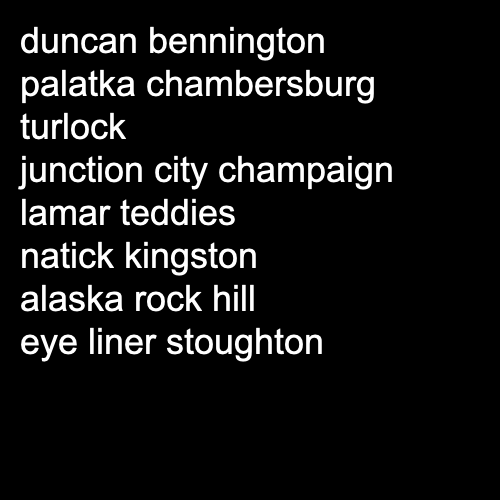 duncan bennington
palatka chambersburg
turlock
junction city champaign
lamar teddies
natick kingston
alaska rock hill
eye liner stoughton